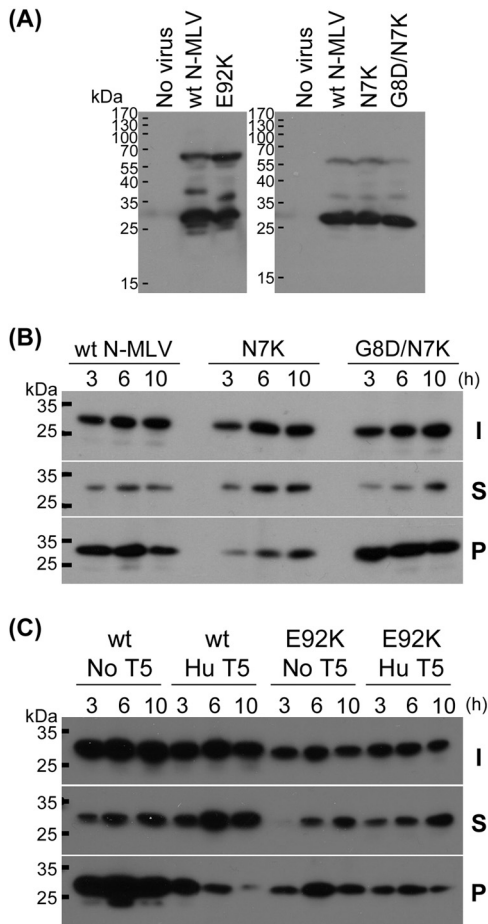 (A)
No virus wt N-MLV E92K No virus wt N-MLV N7K G8D/N7K
kDa
170 170
130 130
100 100
70 70
55 55
40 40
35 35
25 25
15 15
(B)
wt N-MLV N7K G8D/N7K
3 6 10 3 6 10 3 6 10 (h)
kDa
35
25 I
35
25 S
35
25 P
(C)
wt wt E92K E92K
No T5 Hu T5 No T5 Hu T5
3 6 10 3 6 10 3 6 10 3 6 10 (h)
kDa
35
25 I
35
25 S
35
25 P